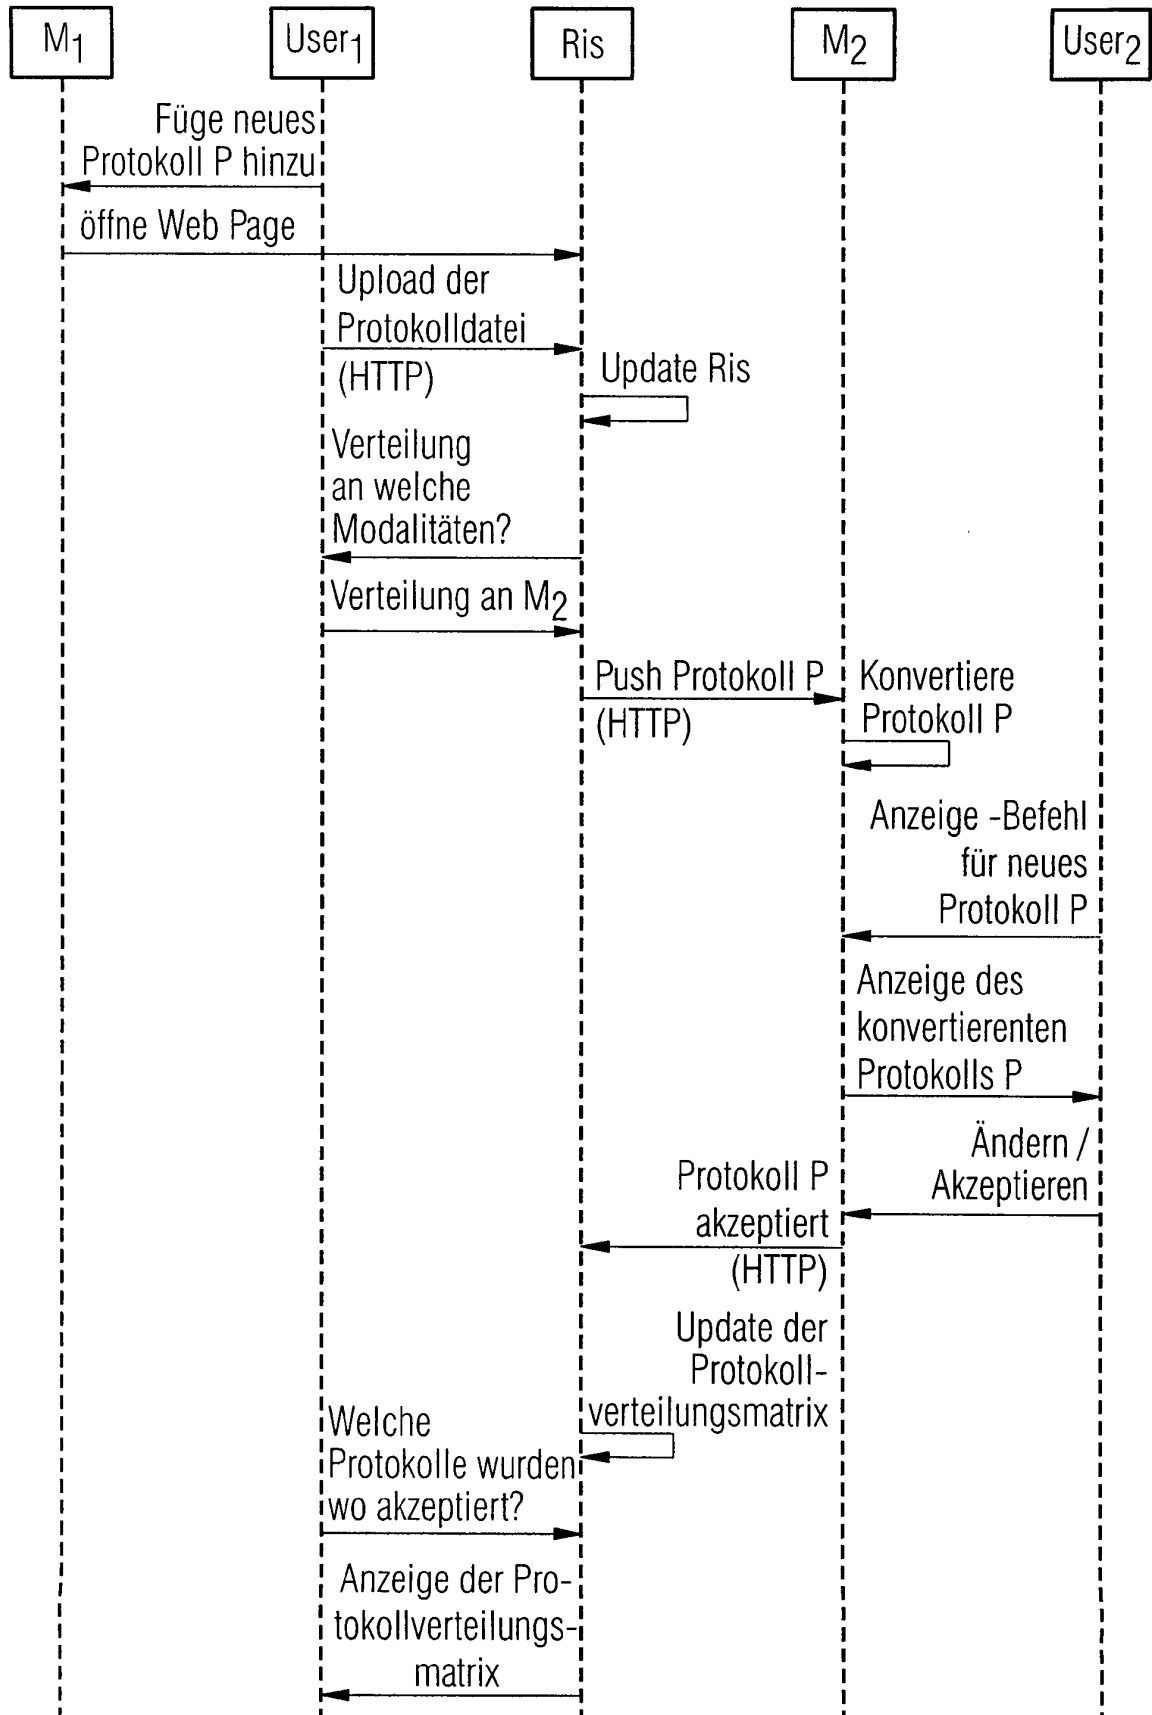 M1
User1
Ris
M2
User2
Füge neues
Protokoll P hinzu
öffne Web Page
Upload der
Protokolldatei
(HTTP)
Update Ris
Verteilung
an welche
Modalitäten?
Verteilung an M2
Push Protokoll P
(HTTP)
Konvertiere
Protokoll P
Anzeige -Befehl
für neues
Protokoll P
Anzeige des
konvertierenten
Protokolls P
Ändern /
Akzeptieren
Protokoll P
akzeptiert
(HTTP)
Update der
Protokoll-
verteilungsmatrix
Welche
Protokolle wurden
wo akzeptiert?
Anzeige der Pro-
tokollverteilungs-
matrix